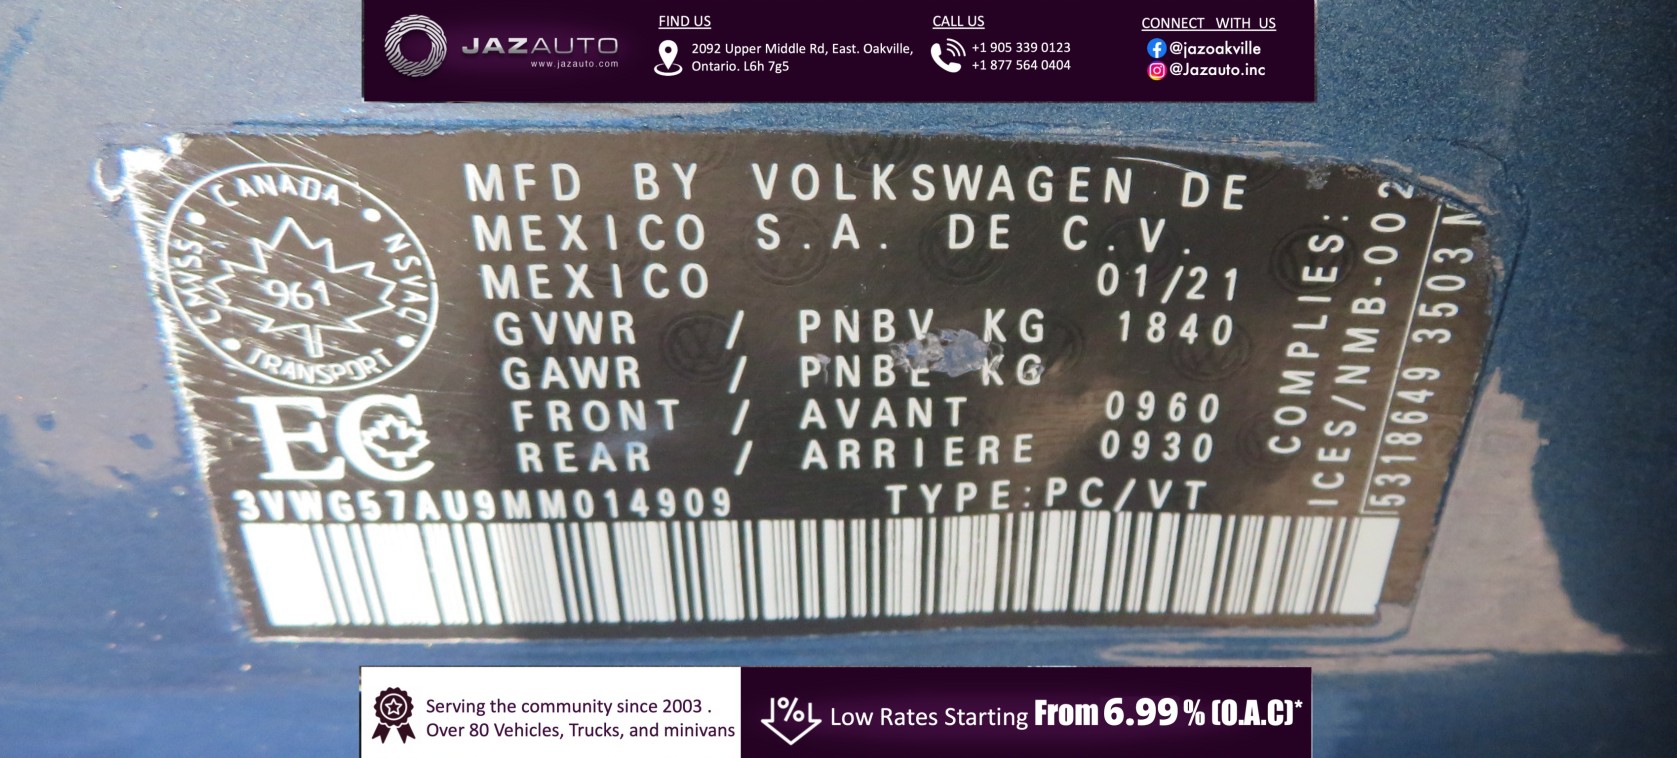 JAZAUTO
www.jazauto.com
FIND US
2092 Upper Middle Rd, East. Oakville,
Ontario. L6h 7g5
CALL US
+1 905 339 0123
+1 877 564 0404
CONNECT WITH US
@jazoakville
@Jazauto.inc
CANADA
CMVSS
NSVAC
961
TRANSPORT
MFD BY VOLKSWAGEN DE
MEXICO S.A. DE C.V.
MEXICO 01/21
GVWR / PNBV KG 1840
GAWR / PNBE KG
FRONT / AVANT 0960
REAR / ARRIERE 0930
EC
3VWG57AU9MM014909 TYPE:PC/VT
COMPLIES:
ICES/NMB-002
5318649 3503
Serving the community since 2003 .
Over 80 Vehicles, Trucks, and minivans
% Low Rates Starting From 6.99 % (O.A.C)*